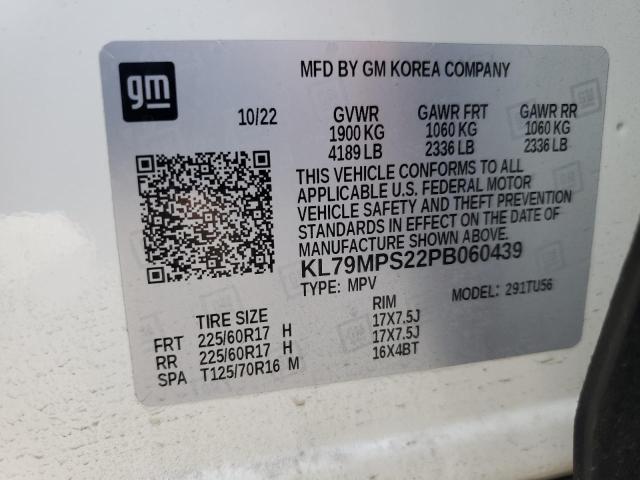 gm
MFD BY GM KOREA COMPANY
10/22
GVWR GAWR FRT GAWR RR
1900 KG 1060 KG 1060 KG
4189 LB 2336 LB 2336 LB
THIS VEHICLE CONFORMS TO ALL
APPLICABLE U.S. FEDERAL MOTOR
VEHICLE SAFETY AND THEFT PREVENTION
STANDARDS IN EFFECT ON THE DATE OF
MANUFACTURE SHOWN ABOVE.
KL79MPS22PB060439
TYPE: MPV MODEL: 291TU56
TIRE SIZE RIM
FRT 225/60R17 H 17X7.5J
RR 225/60R17 H 17X7.5J
SPA T125/70R16 M 16X4BT